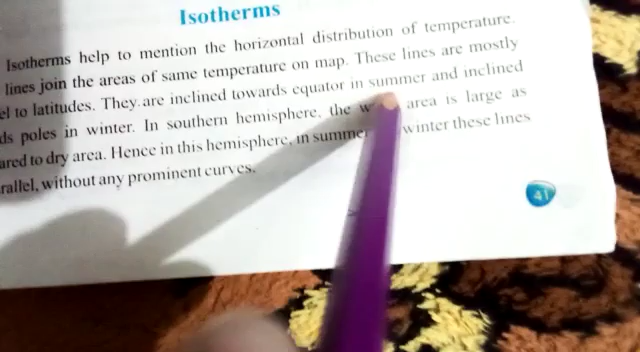 Isotherms
Isotherms help to mention the horizontal distribution of temperature.
lines join the areas of same temperature on map. These lines are mostly
el to latitudes. They are inclined towards equator in summer and inclined
ds poles in winter. In southern hemisphere, the w area is large as
ared to dry area. Hence in this hemisphere, in summe winter these lines
rallel, without any prominent curves.
41